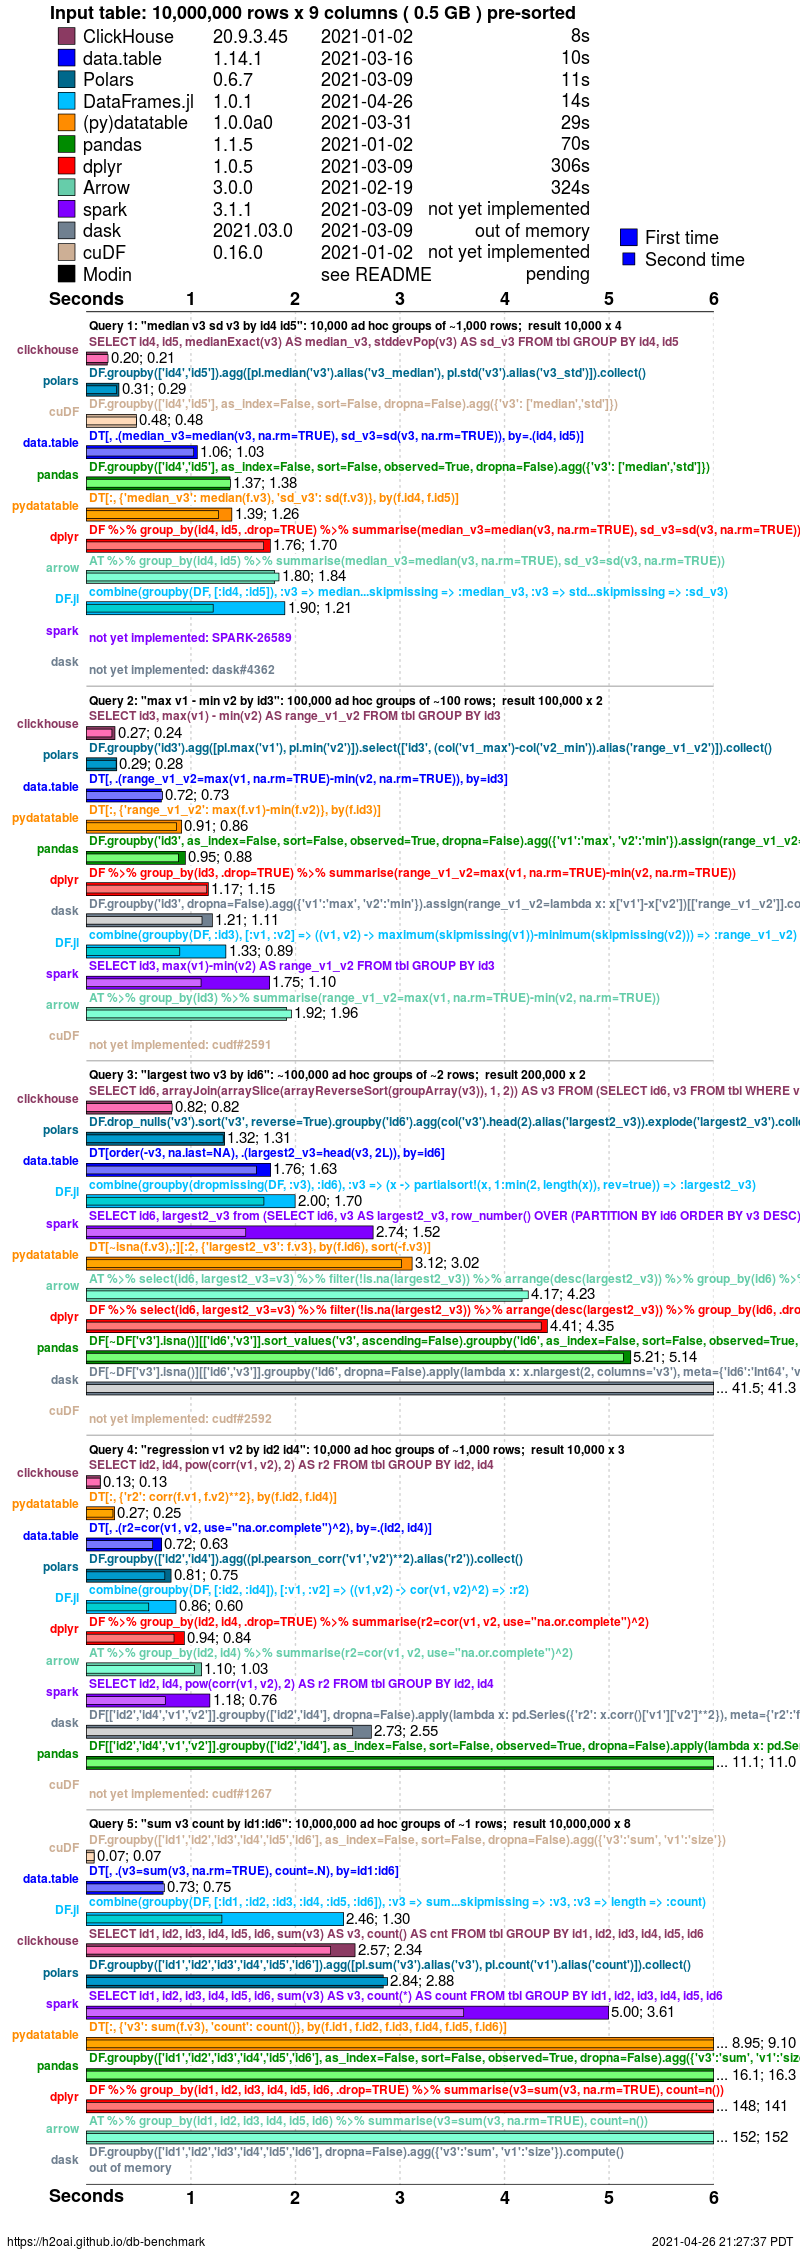 Input table: 10,000,000 rows x 9 columns ( 0.5 GB ) pre-sorted
ClickHouse 20.9.3.45 2021-01-02 8s
data.table 1.14.1 2021-03-16 10s
Polars 0.6.7 2021-03-09 11s
DataFrames.jl 1.0.1 2021-04-26 14s
(py)datatable 1.0.0a0 2021-03-31 29s
pandas 1.1.5 2021-01-02 70s
dplyr 1.0.5 2021-03-09 306s
Arrow 3.0.0 2021-02-19 324s
spark 3.1.1 2021-03-09 not yet implemented
dask 2021.03.0 2021-03-09 out of memory
cuDF 0.16.0 2021-01-02 not yet implemented
Modin see README pending
First time
Second time
Seconds 1 2 3 4 5 6
Query 1: "median v3 sd v3 by id4 id5": 10,000 ad hoc groups of ~1,000 rows; result 10,000 x 4
SELECT id4, id5, medianExact(v3) AS median_v3, stddevPop(v3) AS sd_v3 FROM tbl GROUP BY id4, id5
clickhouse 0.20; 0.21
DF.groupby(['id4','id5']).agg([pl.median('v3').alias('v3_median'), pl.std('v3').alias('v3_std')]).collect()
polars 0.31; 0.29
DF.groupby(['id4','id5'], as_index=False, sort=False, dropna=False).agg({'v3': ['median','std']})
cuDF 0.48; 0.48
DT[, .(median_v3=median(v3, na.rm=TRUE), sd_v3=sd(v3, na.rm=TRUE)), by=.(id4, id5)]
data.table 1.06; 1.03
DF.groupby(['id4','id5'], as_index=False, sort=False, observed=True, dropna=False).agg({'v3': ['median','std']})
pandas 1.37; 1.38
DT[:, {'median_v3': median(f.v3), 'sd_v3': sd(f.v3)}, by(f.id4, f.id5)]
pydatatable 1.39; 1.26
DF %>% group_by(id4, id5, .drop=TRUE) %>% summarise(median_v3=median(v3, na.rm=TRUE), sd_v3=sd(v3, na.rm=TRUE))
dplyr 1.76; 1.70
AT %>% group_by(id4, id5) %>% summarise(median_v3=median(v3, na.rm=TRUE), sd_v3=sd(v3, na.rm=TRUE))
arrow 1.80; 1.84
combine(groupby(DF, [:id4, :id5]), :v3 => median...skipmissing => :median_v3, :v3 => std...skipmissing => :sd_v3)
DF.jl 1.90; 1.21
spark not yet implemented: SPARK-26589
dask not yet implemented: dask#4362
Query 2: "max v1 - min v2 by id3": 100,000 ad hoc groups of ~100 rows; result 100,000 x 2
SELECT id3, max(v1) - min(v2) AS range_v1_v2 FROM tbl GROUP BY id3
clickhouse 0.27; 0.24
DF.groupby('id3').agg([pl.max('v1'), pl.min('v2')]).select(['id3', (col('v1_max')-col('v2_min')).alias('range_v1_v2')]).collect()
polars 0.29; 0.28
DT[, .(range_v1_v2=max(v1, na.rm=TRUE)-min(v2, na.rm=TRUE)), by=id3]
data.table 0.72; 0.73
DT[:, {'range_v1_v2': max(f.v1)-min(f.v2)}, by(f.id3)]
pydatatable 0.91; 0.86
DF.groupby('id3', as_index=False, sort=False, observed=True, dropna=False).agg({'v1':'max', 'v2':'min'}).assign(range_v1_v2=
pandas 0.95; 0.88
DF %>% group_by(id3, .drop=TRUE) %>% summarise(range_v1_v2=max(v1, na.rm=TRUE)-min(v2, na.rm=TRUE))
dplyr 1.17; 1.15
DF.groupby('id3', dropna=False).agg({'v1':'max', 'v2':'min'}).assign(range_v1_v2=lambda x: x['v1']-x['v2'])[['range_v1_v2']].co
dask 1.21; 1.11
combine(groupby(DF, :id3), [:v1, :v2] => ((v1, v2) -> maximum(skipmissing(v1))-minimum(skipmissing(v2))) => :range_v1_v2)
DF.jl 1.33; 0.89
SELECT id3, max(v1)-min(v2) AS range_v1_v2 FROM tbl GROUP BY id3
spark 1.75; 1.10
AT %>% group_by(id3) %>% summarise(range_v1_v2=max(v1, na.rm=TRUE)-min(v2, na.rm=TRUE))
arrow 1.92; 1.96
cuDF not yet implemented: cudf#2591
Query 3: "largest two v3 by id6": ~100,000 ad hoc groups of ~2 rows; result 200,000 x 2
SELECT id6, arrayJoin(arraySlice(arrayReverseSort(groupArray(v3)), 1, 2)) AS v3 FROM (SELECT id6, v3 FROM tbl WHERE v
clickhouse 0.82; 0.82
DF.drop_nulls('v3').sort('v3', reverse=True).groupby('id6').agg(col('v3').head(2).alias('largest2_v3')).explode('largest2_v3').colle
polars 1.32; 1.31
DT[order(-v3, na.last=NA), .(largest2_v3=head(v3, 2L)), by=id6]
data.table 1.76; 1.63
combine(groupby(dropmissing(DF, :v3), :id6), :v3 => (x -> partialsort!(x, 1:min(2, length(x)), rev=true)) => :largest2_v3)
DF.jl 2.00; 1.70
SELECT id6, largest2_v3 from (SELECT id6, v3 AS largest2_v3, row_number() OVER (PARTITION BY id6 ORDER BY v3 DESC)
spark 2.74; 1.52
DT[~isna(f.v3),:][:2, {'largest2_v3': f.v3}, by(f.id6), sort(-f.v3)]
pydatatable 3.12; 3.02
AT %>% select(id6, largest2_v3=v3) %>% filter(!is.na(largest2_v3)) %>% arrange(desc(largest2_v3)) %>% group_by(id6) %>%
arrow 4.17; 4.23
DF %>% select(id6, largest2_v3=v3) %>% filter(!is.na(largest2_v3)) %>% arrange(desc(largest2_v3)) %>% group_by(id6, .dro
dplyr 4.41; 4.35
DF[~DF['v3'].isna()][['id6','v3']].sort_values('v3', ascending=False).groupby('id6', as_index=False, sort=False, observed=True,
pandas 5.21; 5.14
DF[~DF['v3'].isna()][['id6','v3']].groupby('id6', dropna=False).apply(lambda x: x.nlargest(2, columns='v3'), meta={'id6':'Int64', 'v
dask ... 41.5; 41.3
cuDF not yet implemented: cudf#2592
Query 4: "regression v1 v2 by id2 id4": 10,000 ad hoc groups of ~1,000 rows; result 10,000 x 3
SELECT id2, id4, pow(corr(v1, v2), 2) AS r2 FROM tbl GROUP BY id2, id4
clickhouse 0.13; 0.13
DT[:, {'r2': corr(f.v1, f.v2)**2}, by(f.id2, f.id4)]
pydatatable 0.27; 0.25
DT[, .(r2=cor(v1, v2, use="na.or.complete")^2), by=.(id2, id4)]
data.table 0.72; 0.63
DF.groupby(['id2','id4']).agg((pl.pearson_corr('v1','v2')**2).alias('r2')).collect()
polars 0.81; 0.75
combine(groupby(DF, [:id2, :id4]), [:v1, :v2] => ((v1,v2) -> cor(v1, v2)^2) => :r2)
DF.jl 0.86; 0.60
DF %>% group_by(id2, id4, .drop=TRUE) %>% summarise(r2=cor(v1, v2, use="na.or.complete")^2)
dplyr 0.94; 0.84
AT %>% group_by(id2, id4) %>% summarise(r2=cor(v1, v2, use="na.or.complete")^2)
arrow 1.10; 1.03
SELECT id2, id4, pow(corr(v1, v2), 2) AS r2 FROM tbl GROUP BY id2, id4
spark 1.18; 0.76
DF[['id2','id4','v1','v2']].groupby(['id2','id4'], dropna=False).apply(lambda x: pd.Series({'r2': x.corr()['v1']['v2']**2}), meta={'r2':'f
dask 2.73; 2.55
DF[['id2','id4','v1','v2']].groupby(['id2','id4'], as_index=False, sort=False, observed=True, dropna=False).apply(lambda x: pd.Se
pandas ... 11.1; 11.0
cuDF not yet implemented: cudf#1267
Query 5: "sum v3 count by id1:id6": 10,000,000 ad hoc groups of ~1 rows; result 10,000,000 x 8
DF.groupby(['id1','id2','id3','id4','id5','id6'], as_index=False, sort=False, dropna=False).agg({'v3':'sum', 'v1':'size'})
cuDF 0.07; 0.07
DT[, .(v3=sum(v3, na.rm=TRUE), count=.N), by=id1:id6]
data.table 0.73; 0.75
combine(groupby(DF, [:id1, :id2, :id3, :id4, :id5, :id6]), :v3 => sum...skipmissing => :v3, :v3 => length => :count)
DF.jl 2.46; 1.30
SELECT id1, id2, id3, id4, id5, id6, sum(v3) AS v3, count() AS cnt FROM tbl GROUP BY id1, id2, id3, id4, id5, id6
clickhouse 2.57; 2.34
DF.groupby(['id1','id2','id3','id4','id5','id6']).agg([pl.sum('v3').alias('v3'), pl.count('v1').alias('count')]).collect()
polars 2.84; 2.88
SELECT id1, id2, id3, id4, id5, id6, sum(v3) AS v3, count(*) AS count FROM tbl GROUP BY id1, id2, id3, id4, id5, id6
spark 5.00; 3.61
DT[:, {'v3': sum(f.v3), 'count': count()}, by(f.id1, f.id2, f.id3, f.id4, f.id5, f.id6)]
pydatatable ... 8.95; 9.10
DF.groupby(['id1','id2','id3','id4','id5','id6'], as_index=False, sort=False, observed=True, dropna=False).agg({'v3':'sum', 'v1':'size
pandas ... 16.1; 16.3
DF %>% group_by(id1, id2, id3, id4, id5, id6, .drop=TRUE) %>% summarise(v3=sum(v3, na.rm=TRUE), count=n())
dplyr ... 148; 141
AT %>% group_by(id1, id2, id3, id4, id5, id6) %>% summarise(v3=sum(v3, na.rm=TRUE), count=n())
arrow ... 152; 152
DF.groupby(['id1','id2','id3','id4','id5','id6'], dropna=False).agg({'v3':'sum', 'v1':'size'}).compute()
dask out of memory
Seconds 1 2 3 4 5 6
https://h2oai.github.io/db-benchmark 2021-04-26 21:27:37 PDT